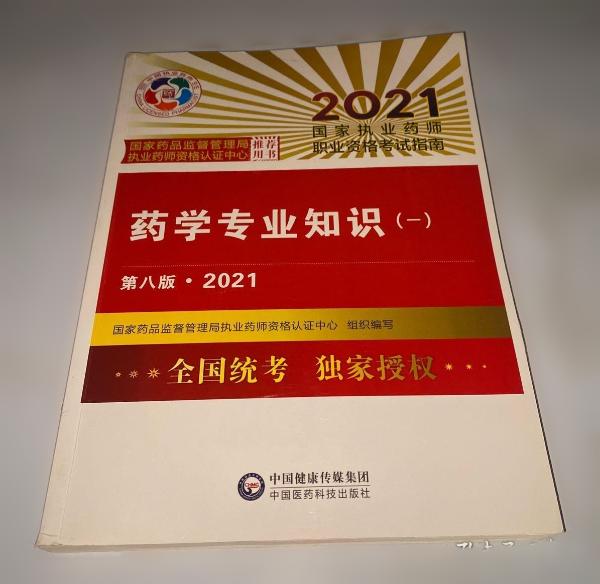 2021
国家执业药师
职业资格考试指南
国家药品监督管理局
执业药师资格认证中心
推荐
用书
药学专业知识(一)
第八版·2021
国家药品监督管理局执业药师资格认证中心 组织编写
全国统考 独家授权
CHMG
中国健康传媒集团
中国医药科技出版社